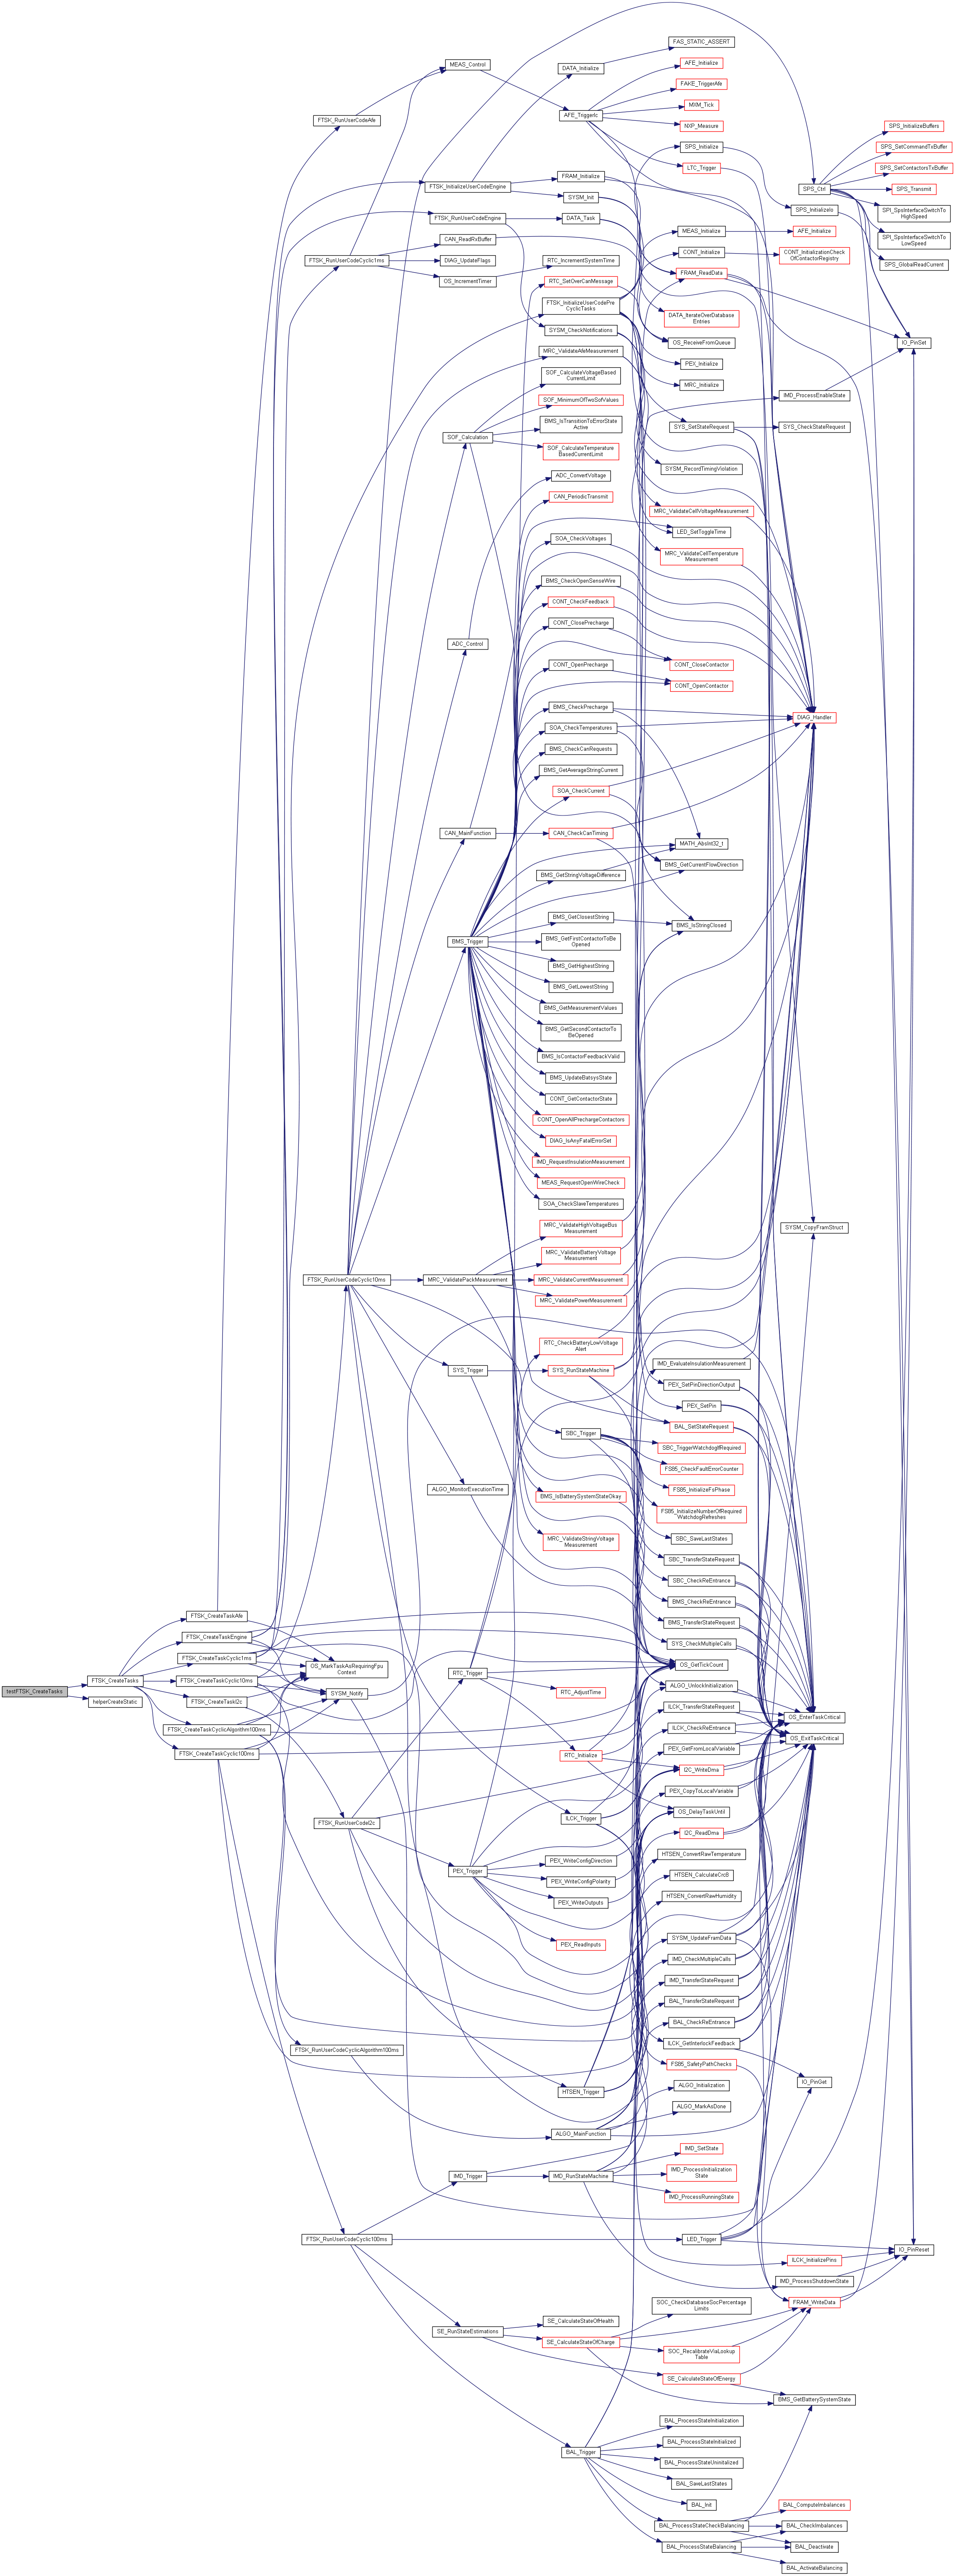 FAS_STATIC_ASSERT
MEAS_Control
DATA_Initialize
AFE_Initialize
FAKE_TriggerAfe
MXM_Tick
AFE_TriggerIc
NXP_Measure
FTSK_RunUserCodeAfe
SPS_InitializeBuffers
SPS_Initialize
SPS_SetCommandTxBuffer
LTC_Trigger
SPS_SetContactorsTxBuffer
FRAM_Initialize
FTSK_InitializeUserCodeEngine
SPS_Ctrl
SPS_Transmit
SYSM_Init
SPS_InitializeIo
SPI_SpsInterfaceSwitchTo
HighSpeed
FTSK_RunUserCodeEngine
DATA_Task
MEAS_Initialize
AFE_Initialize
SPI_SpsInterfaceSwitchTo
LowSpeed
CAN_ReadRxBuffer
CONT_Initialize
CONT_InitializationCheck
OfContactorRegistry
FTSK_RunUserCodeCyclic1ms
DIAG_UpdateFlags
RTC_IncrementSystemTime
SPS_GlobalReadCurrent
FRAM_ReadData
OS_IncrementTimer
RTC_SetOverCanMessage
FTSK_InitializeUserCodePre
CyclicTasks
DATA_IterateOverDatabase
Entries
SYSM_CheckNotifications
OS_ReceiveFromQueue
IO_PinSet
MRC_ValidateAfeMeasurement
PEX_Initialize
SOF_CalculateVoltageBased
CurrentLimit
MRC_Initialize
SOF_MinimumOfTwoSofValues
IMD_ProcessEnableState
BMS_IsTransitionToErrorState
Active
SYS_SetStateRequest
SYS_CheckStateRequest
SOF_Calculation
SOF_CalculateTemperature
BasedCurrentLimit
SYSM_RecordTimingViolation
ADC_ConvertVoltage
CAN_PeriodicTransmit
MRC_ValidateCellVoltageMeasurement
LED_SetToggleTime
SOA_CheckVoltages
MRC_ValidateCellTemperature
Measurement
BMS_CheckOpenSenseWire
CONT_CheckFeedback
CONT_ClosePrecharge
ADC_Control
CONT_OpenPrecharge
CONT_CloseContactor
CONT_OpenContactor
BMS_CheckPrecharge
DIAG_Handler
SOA_CheckTemperatures
BMS_CheckCanRequests
BMS_GetAverageStringCurrent
SOA_CheckCurrent
CAN_MainFunction
CAN_CheckCanTiming
MATH_AbsInt32_t
BMS_GetCurrentFlowDirection
BMS_GetStringVoltageDifference
BMS_GetClosestString
BMS_IsStringClosed
BMS_Trigger
BMS_GetFirstContactorToBe
Opened
BMS_GetHighestString
BMS_GetLowestString
BMS_GetMeasurementValues
BMS_GetSecondContactorTo
BeOpened
BMS_IsContactorFeedbackValid
BMS_UpdateBatsysState
CONT_GetContactorState
CONT_OpenAllPrechargeContactors
DIAG_IsAnyFatalErrorSet
IMD_RequestInsulationMeasurement
MEAS_RequestOpenWireCheck
SOA_CheckSlaveTemperatures
MRC_ValidateHighVoltageBus
Measurement
SYSM_CopyFramStruct
MRC_ValidateBatteryVoltage
Measurement
FTSK_RunUserCodeCyclic10ms
MRC_ValidatePackMeasurement
MRC_ValidateCurrentMeasurement
MRC_ValidatePowerMeasurement
RTC_CheckBatteryLowVoltage
Alert
IMD_EvaluateInsulationMeasurement
SYS_Trigger
SYS_RunStateMachine
PEX_SetPinDirectionOutput
PEX_SetPin
BAL_SetStateRequest
SBC_Trigger
SBC_TriggerWatchdogIfRequired
FS85_CheckFaultErrorCounter
ALGO_MonitorExecutionTime
BMS_IsBatterySystemStateOkay
FS85_InitializeFsPhase
FS85_InitializeNumberOfRequired
_WatchdogRefreshes
MRC_ValidateStringVoltage
Measurement
SBC_SaveLastStates
SBC_TransferStateRequest
SBC_CheckReEntrance
BMS_CheckReEntrance
FTSK_CreateTaskAfe
BMS_TransferStateRequest
FTSK_CreateTaskEngine
SYS_CheckMultipleCalls
FTSK_CreateTaskCyclic1ms
OS_MarkTaskAsRequiringFpu
Context
OS_GetTickCount
RTC_Trigger
FTSK_CreateTasks
FTSK_CreateTaskCyclic10ms
ALGO_UnlockInitialization
testFTSK_CreateTasks
SYSM_Notify
RTC_AdjustTime
helperCreateStatic
FTSK_CreateTaskI2c
ILCK_TransferStateRequest
OS_EnterTaskCritical
FTSK_CreateTaskCyclicAlgorithm100ms
ILCK_CheckReEntrance
OS_ExitTaskCritical
PEX_GetFromLocalVariable
FTSK_CreateTaskCyclic100ms
RTC_Initialize
I2C_WriteDma
PEX_CopyToLocalVariable
OS_DelayTaskUntil
ILCK_Trigger
FTSK_RunUserCodeI2c
I2C_ReadDma
HTSEN_ConvertRawTemperature
PEX_WriteConfigDirection
PEX_Trigger
HTSEN_CalculateCrc8
PEX_WriteConfigPolarity
HTSEN_ConvertRawHumidity
PEX_WriteOutputs
SYSM_UpdateFramData
PEX_ReadInputs
IMD_CheckMultipleCalls
IMD_TransferStateRequest
BAL_TransferStateRequest
BAL_CheckReEntrance
ILCK_GetInterlockFeedback
FTSK_RunUserCodeCyclicAlgorithm100ms
FS85_SafetyPathChecks
IO_PinGet
HTSEN_Trigger
ALGO_Initialization
ALGO_MarkAsDone
ALGO_MainFunction
IMD_SetState
IMD_Trigger
IMD_RunStateMachine
IMD_ProcessInitialization
State
IMD_ProcessRunningState
FTSK_RunUserCodeCyclic100ms
LED_Trigger
IO_PinReset
ILCK_InitializePins
IMD_ProcessShutdownState
SOC_CheckDatabaseSocPercentage
Limits
FRAM_WriteData
SE_CalculateStateOfHealth
SE_RunStateEstimations
SE_CalculateStateOfCharge
SOC_RecalibrateViaLookup
Table
SE_CalculateStateOfEnergy
BMS_GetBatterySystemState
BAL_ProcessStateInitialization
BAL_ProcessStateInitialized
BAL_Trigger
BAL_ProcessStateUninitalized
BAL_SaveLastStates
BAL_Init
BAL_ComputeImbalances
BAL_ProcessStateCheckBalancing
BAL_CheckImbalances
BAL_ProcessStateBalancing
BAL_Deactivate
BAL_ActivateBalancing